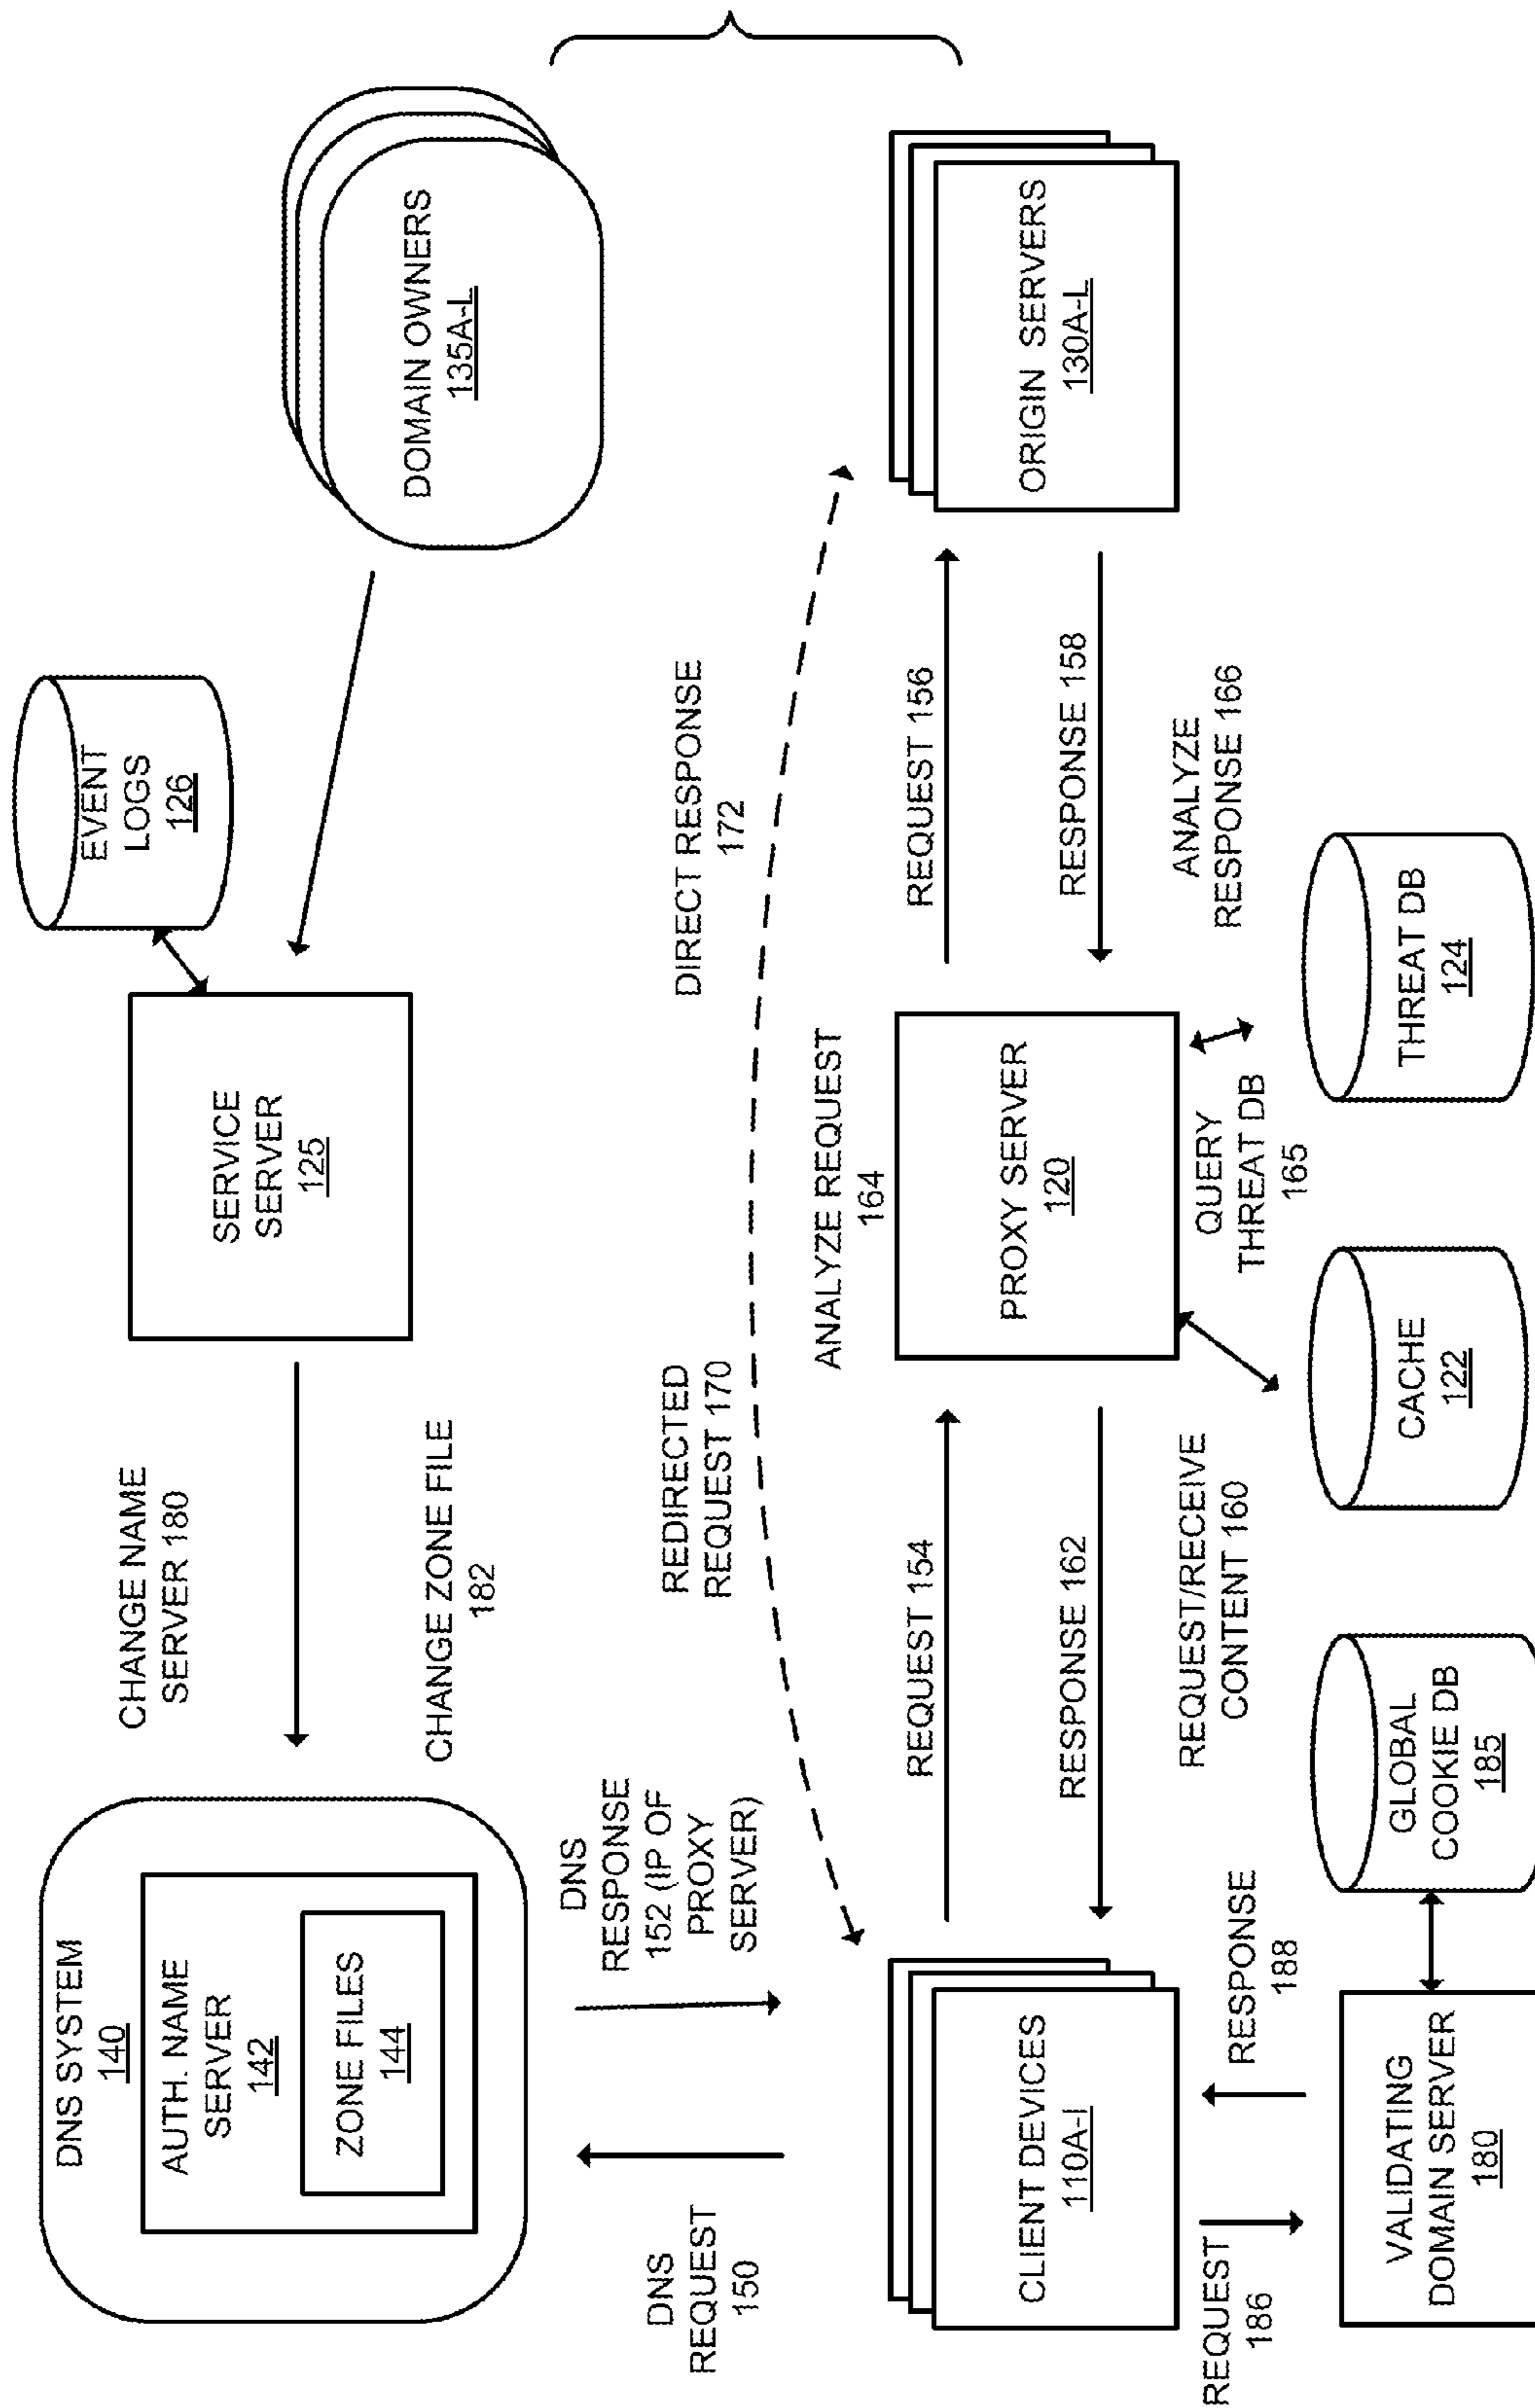 DNS SYSTEM
140
AUTH. NAME
SERVER
142
ZONE FILES
144
CHANGE NAME
SERVER 180
CHANGE ZONE FILE
182
SERVICE
SERVER
125
EVENT
LOGS
126
DOMAIN OWNERS
135A-L
DNS
REQUEST
150
DNS
RESPONSE
152 (IP OF
PROXY
SERVER)
REDIRECTED
REQUEST 170
DIRECT RESPONSE
172
CLIENT DEVICES
110A-I
REQUEST 154
RESPONSE 162
REQUEST/RECEIVE
CONTENT 160
ANALYZE REQUEST
164
PROXY SERVER
120
QUERY
THREAT DB
165
REQUEST 156
RESPONSE 158
ANALYZE
RESPONSE 166
ORIGIN SERVERS
130A-L
REQUEST
186
RESPONSE
188
VALIDATING
DOMAIN SERVER
180
GLOBAL
COOKIE DB
185
CACHE
122
THREAT DB
124